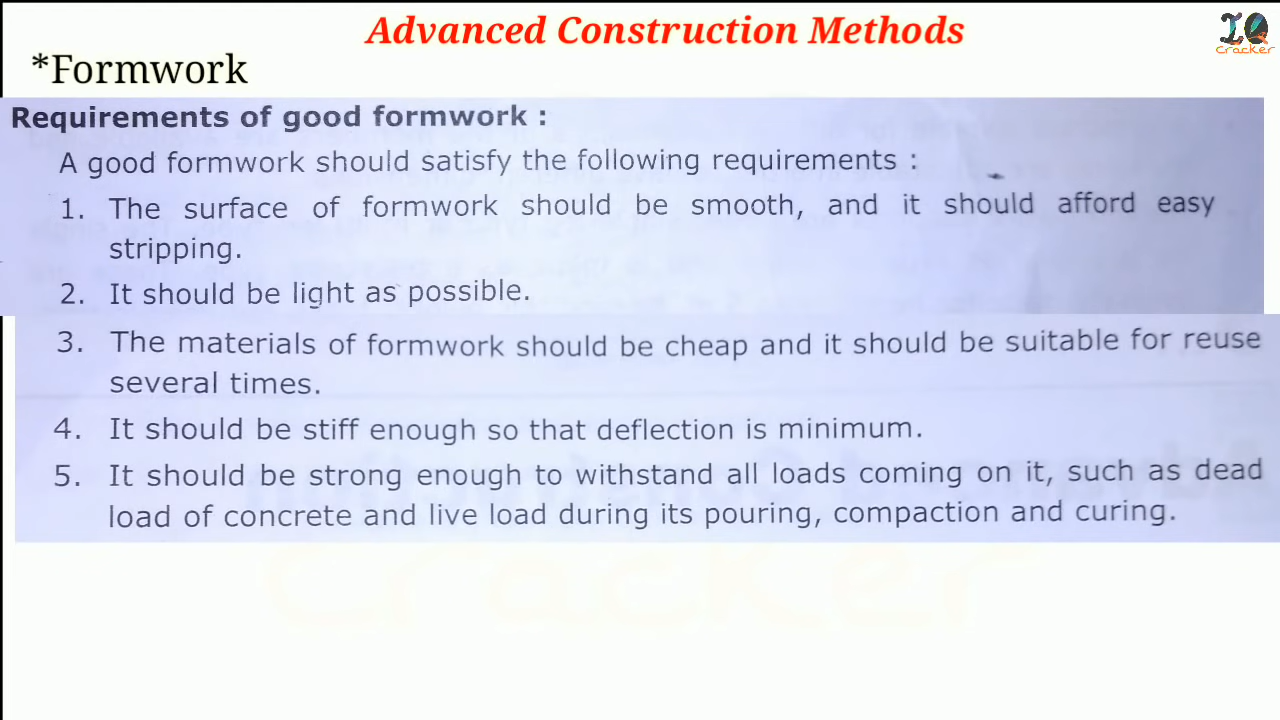 Advanced Construction Methods
IQ
cracker
*Formwork
Requirements of good formwork :
A good formwork should satisfy the following requirements :
1. The surface of formwork should be smooth, and it should afford easy
stripping.
2. It should be light as possible.
3. The materials of formwork should be cheap and it should be suitable for reuse
several times.
4. It should be stiff enough so that deflection is minimum.
5. It should be strong enough to withstand all loads coming on it, such as dead
load of concrete and live load during its pouring, compaction and curing.
cracker